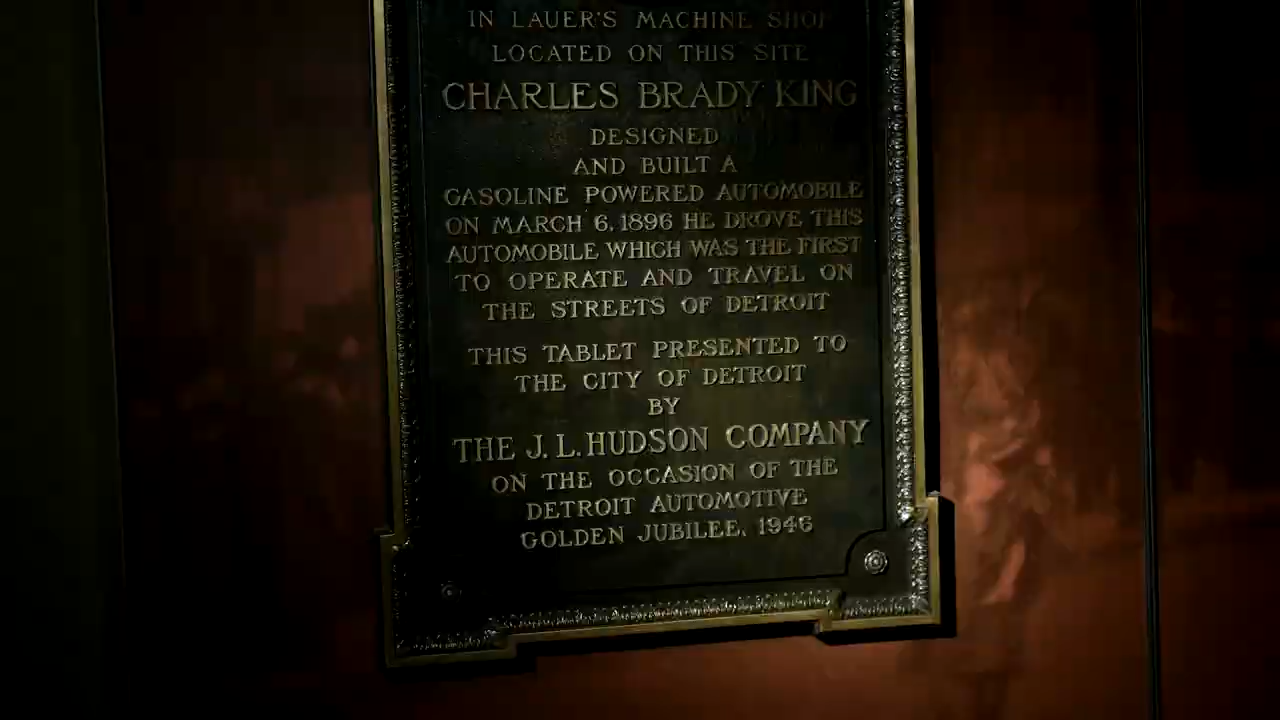 IN LAUER'S MACHINE SHOP
LOCATED ON THIS SITE
CHARLES BRADY KING
DESIGNED
AND BUILT A
GASOLINE POWERED AUTOMOBILE
ON MARCH 6, 1896 HE DROVE THIS
AUTOMOBILE WHICH WAS THE FIRST
TO OPERATE AND TRAVEL ON
THE STREETS OF DETROIT
THIS TABLET PRESENTED TO
THE CITY OF DETROIT
BY
THE J. L. HUDSON COMPANY
ON THE OCCASION OF THE
DETROIT AUTOMOTIVE
GOLDEN JUBILEE, 1946